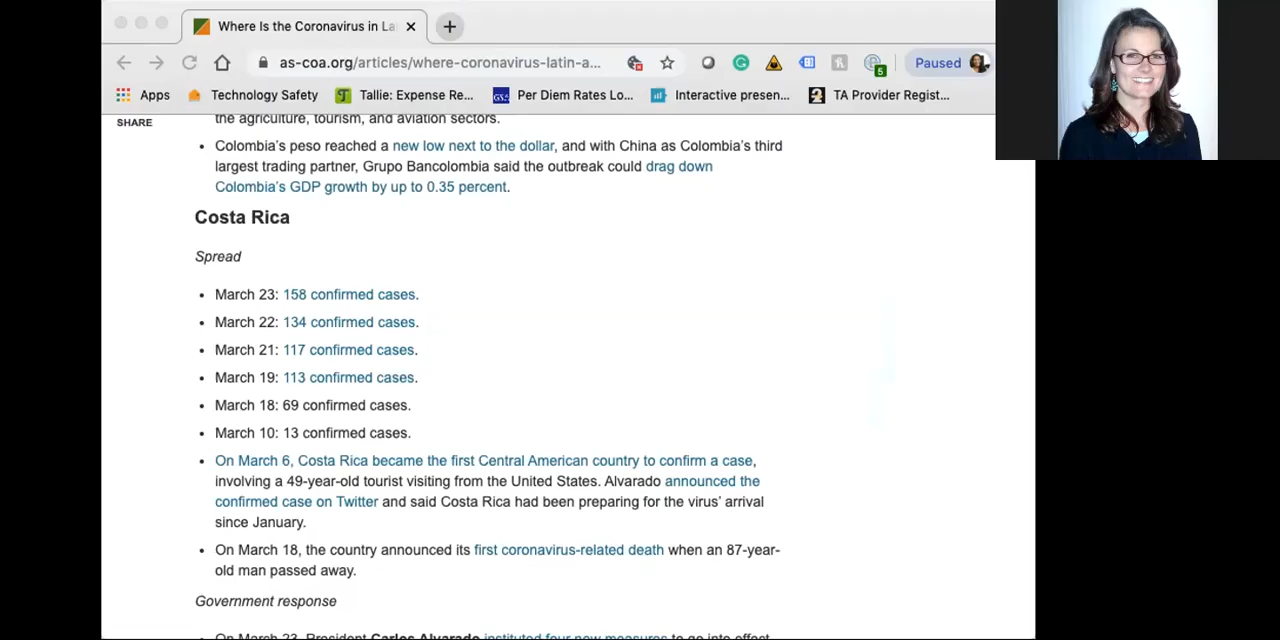 Where Is the Coronavirus in La
as-coa.org/articles/where-coronavirus-latin-a...
5
Paused
Apps
Technology Safety
Tallie: Expense Re...
GSA
Per Diem Rates Lo...
Interactive presen...
TA Provider Regist...
SHARE
the agriculture, tourism, and aviation sectors.
• Colombia's peso reached a new low next to the dollar, and with China as Colombia's third
largest trading partner, Grupo Bancolombia said the outbreak could drag down
Colombia's GDP growth by up to 0.35 percent.
Costa Rica
Spread
• March 23: 158 confirmed cases.
• March 22: 134 confirmed cases.
• March 21: 117 confirmed cases.
• March 19: 113 confirmed cases.
• March 18: 69 confirmed cases.
• March 10: 13 confirmed cases.
• On March 6, Costa Rica became the first Central American country to confirm a case,
involving a 49-year-old tourist visiting from the United States. Alvarado announced the
confirmed case on Twitter and said Costa Rica had been preparing for the virus' arrival
since January.
• On March 18, the country announced its first coronavirus-related death when an 87-year-
old man passed away.
Government response
• On March 23, President Carlos Alvarado instituted four new measures to go into effect